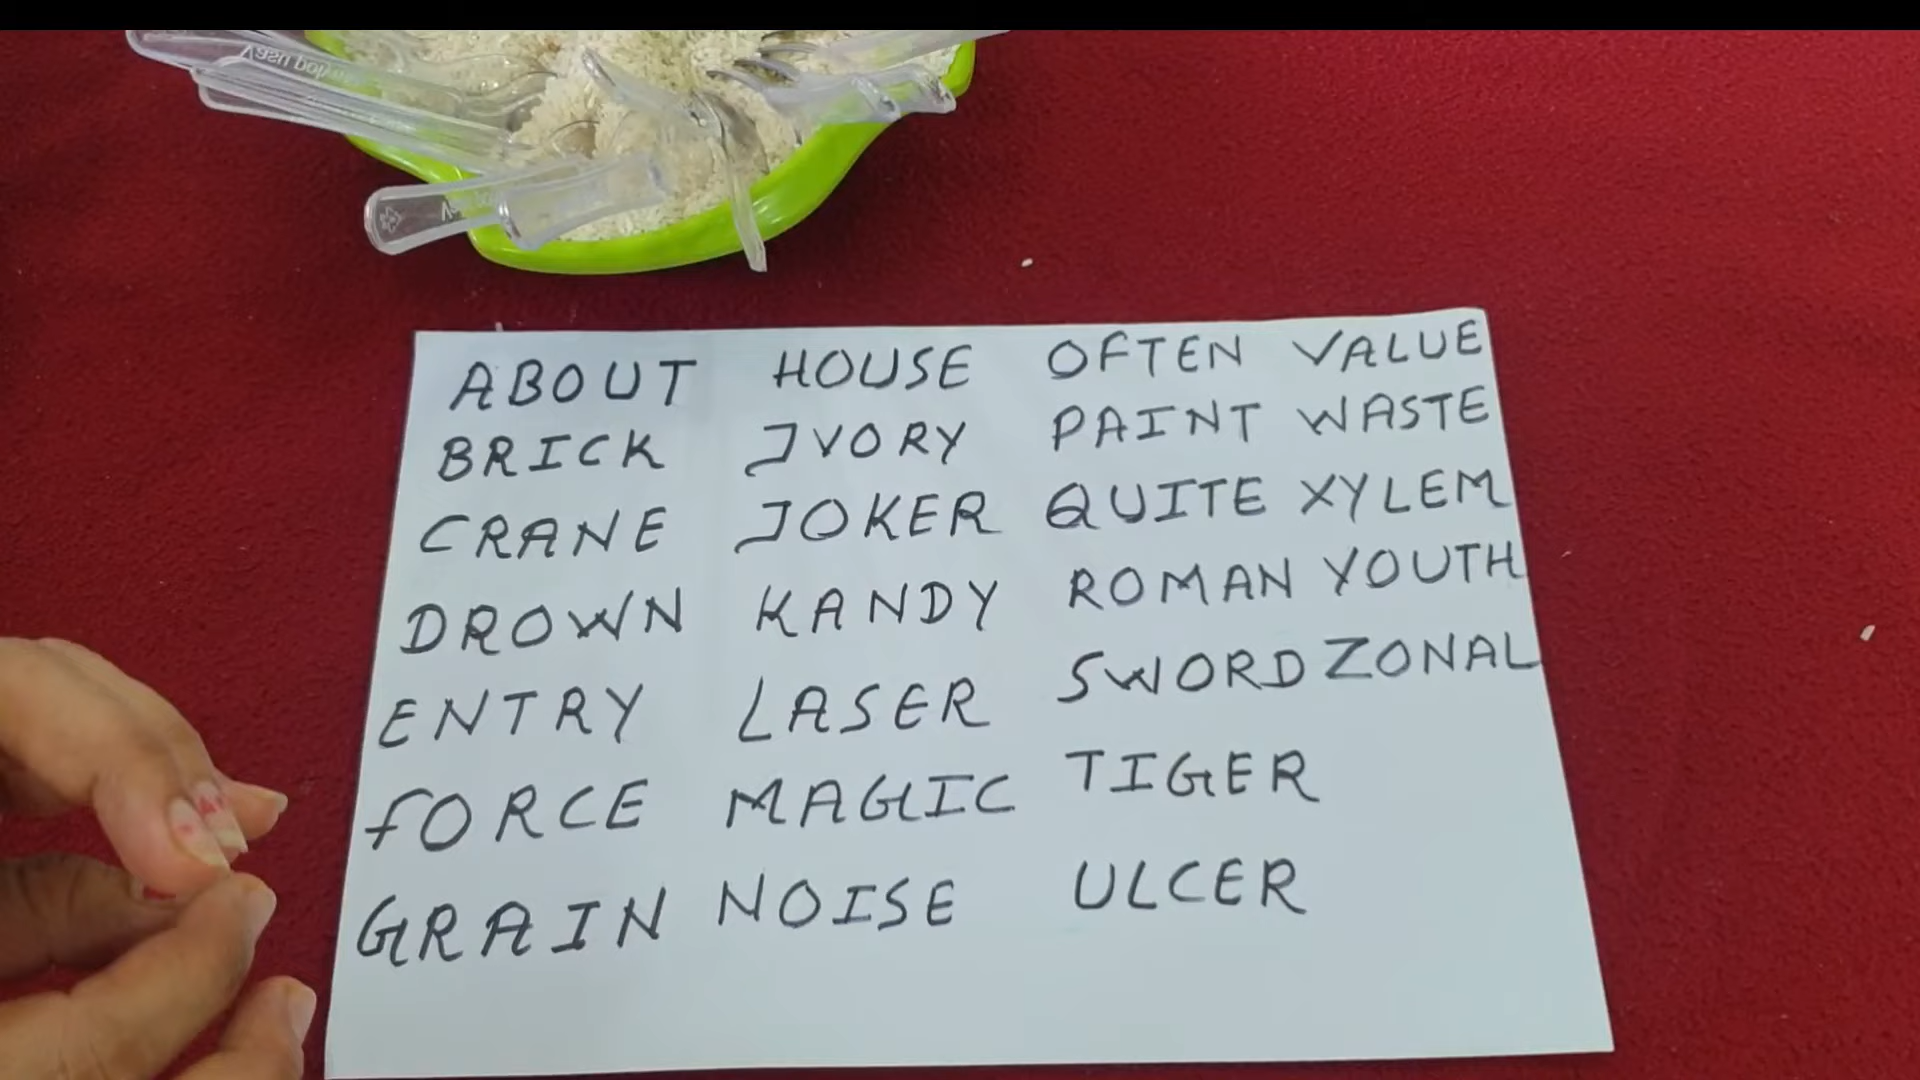 ABOUT HOUSE OFTEN VALUE
BRICK JVORY PAINT WASTE
CRANE JOKER QUITE XYLEM
DROWN KANDY ROMAN YOUTH
ENTRY LASER SWORD ZONAL
fORCE MAGIC TIGER
GRAIN NOISE ULCER